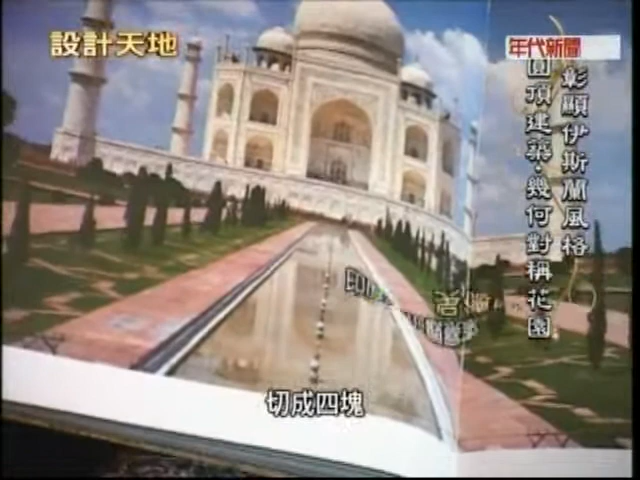 設計天地
年代新聞
彰顯伊斯蘭風格
圓頂建築‧幾何對稱花園
切成四塊